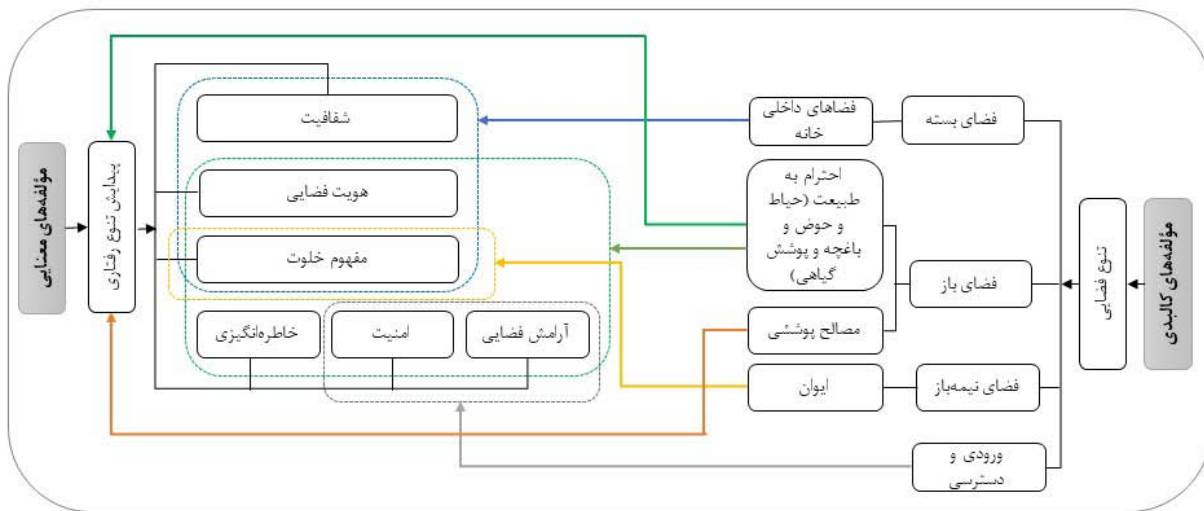 مؤلفه‌های کالبدی
تنوع فضایی
فضای بسته
فضاهای داخلی
خانه
فضای باز
احترام به
طبیعت (حیاط
و حوض و
باغچه و پوشش
گیاهی)
مصالح پوششی
فضای نیمه‌باز
ایوان
ورودی و
دسترسی
شفافیت
هویت فضایی
مفهوم خلوت
آرامش فضایی
امنیت
خاطره‌انگیزی
پیدایش تنوع رفتاری
مؤلفه‌های معنایی